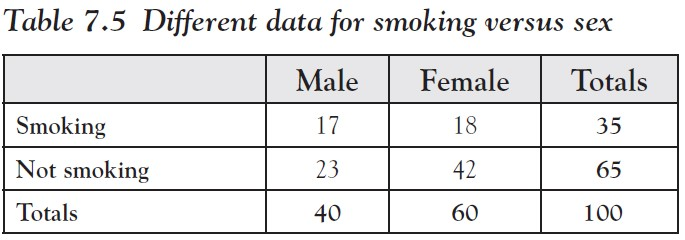 Table 7.5 Different data for smoking versus sex
Male Female Totals
Smoking 17 18 35
Not smoking 23 42 65
Totals 40 60 100